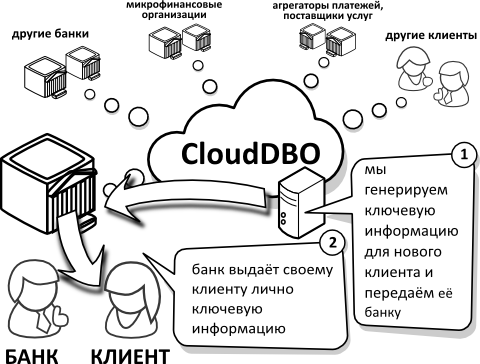 микрофинансовые
организации
агрегаторы платежей,
поставщики услуг
другие банки
другие клиенты
CloudDBO
1
мы
генерируем
ключевую
информацию
для нового
клиента и
передаём её
банку
2
банк выдаёт своему
клиенту лично
ключевую
информацию
БАНК
КЛИЕНТ